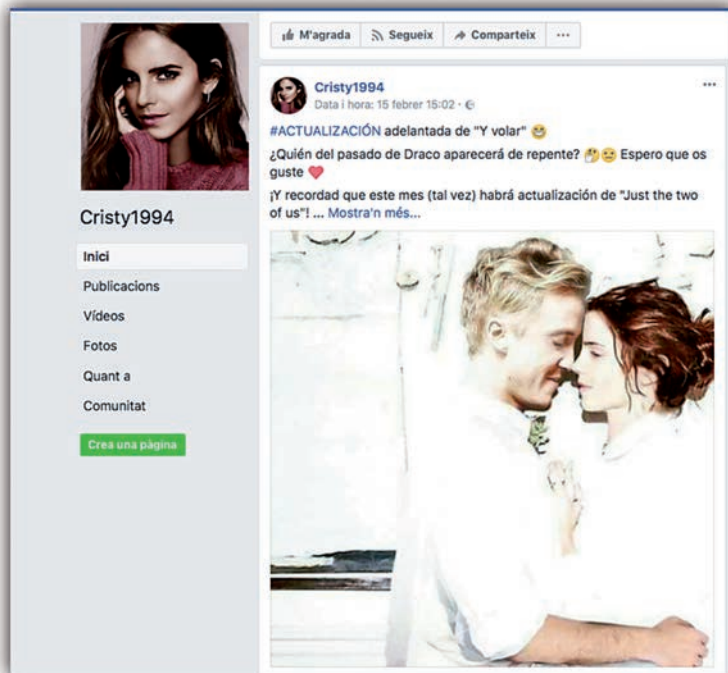 M'agrada Segueix Comparteix ...
Cristy1994 ...
Data i hora: 15 febrer 15:02 ·
#ACTUALIZACIÓN adelantada de "Y volar"
¿Quién del pasado de Draco aparecerá de repente? Espero que os
guste
¡Y recordad que este mes (tal vez) habrá actualización de "Just the two
of us"! ... Mostra'n més...
Cristy1994
Inici
Publicacions
Vídeos
Fotos
Quant a
Comunitat
Crea una pàgina